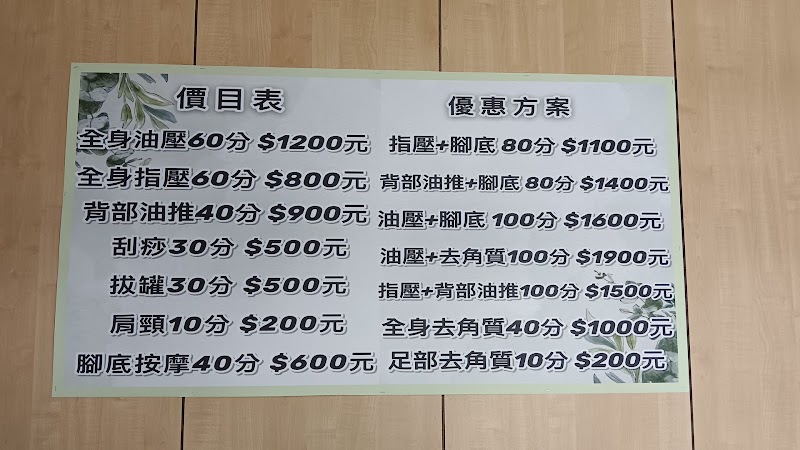 價目表
全身油壓60分 $1200元
全身指壓60分 $800元
背部油推40分 $900元
刮痧30分 $500元
拔罐30分 $500元
肩頸10分 $200元
腳底按摩40分 $600元
優惠方案
指壓+腳底 80分 $1100元
背部油推+腳底 80分 $1400元
油壓+腳底 100分 $1600元
油壓+去角質100分 $1900元
指壓+背部油推100分 $1500元
全身去角質40分 $1000元
足部去角質10分 $200元